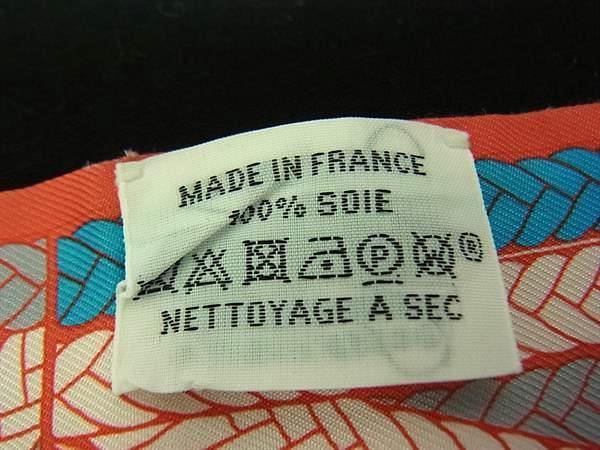 MADE IN FRANCE
100% SOIE
P ®
NETTOYAGE A SEC